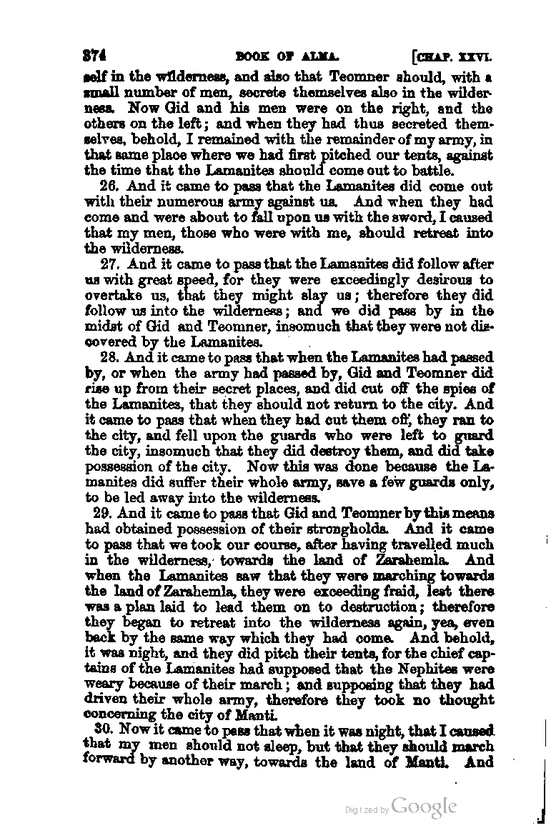 374 BOOK OF ALMA. [CHAP. XXVI.
self in the wilderness, and also that Teomner should, with a
small number of men, secrete themselves also in the wilder-
ness. Now Gid and his men were on the right, and the
others on the left; and when they had thus secreted them-
selves, behold, I remained with the remainder of my army, in
that same place where we had first pitched our tents, against
the time that the Lamanites should come out to battle.
26. And it came to pass that the Lamanites did come out
with their numerous army against us. And when they had
come and were about to fall upon us with the sword, I caused
that my men, those who were with me, should retreat into
the wilderness.
27. And it came to pass that the Lamanites did follow after
us with great speed, for they were exceedingly desirous to
overtake us, that they might slay us; therefore they did
follow us into the wilderness; and we did pass by in the
midst of Gid and Teomner, insomuch that they were not dis-
covered by the Lamanites.
28. And it came to pass that when the Lamanites had passed
by, or when the army had passed by, Gid and Teomner did
rise up from their secret places, and did cut off the spies of
the Lamanites, that they should not return to the city. And
it came to pass that when they had cut them off, they ran to
the city, and fell upon the guards who were left to guard
the city, insomuch that they did destroy them, and did take
possession of the city. Now this was done because the La-
manites did suffer their whole army, save a few guards only,
to be led away into the wilderness.
29. And it came to pass that Gid and Teomner by this means
had obtained possession of their strongholds. And it came
to pass that we took our course, after having travelled much
in the wilderness, towards the land of Zarahemla. And
when the Lamanites saw that they were marching towards
the land of Zarahemla, they were exceeding fraid, lest there
was a plan laid to lead them on to destruction; therefore
they began to retreat into the wilderness again, yea, even
back by the same way which they had come. And behold,
it was night, and they did pitch their tents, for the chief cap-
tains of the Lamanites had supposed that the Nephites were
weary because of their march; and supposing that they had
driven their whole army, therefore they took no thought
concerning the city of Manti.
30. Now it came to pass that when it was night, that I caused
that my men should not sleep, but that they should march
forward by another way, towards the land of Manti. And
Digitized by Google